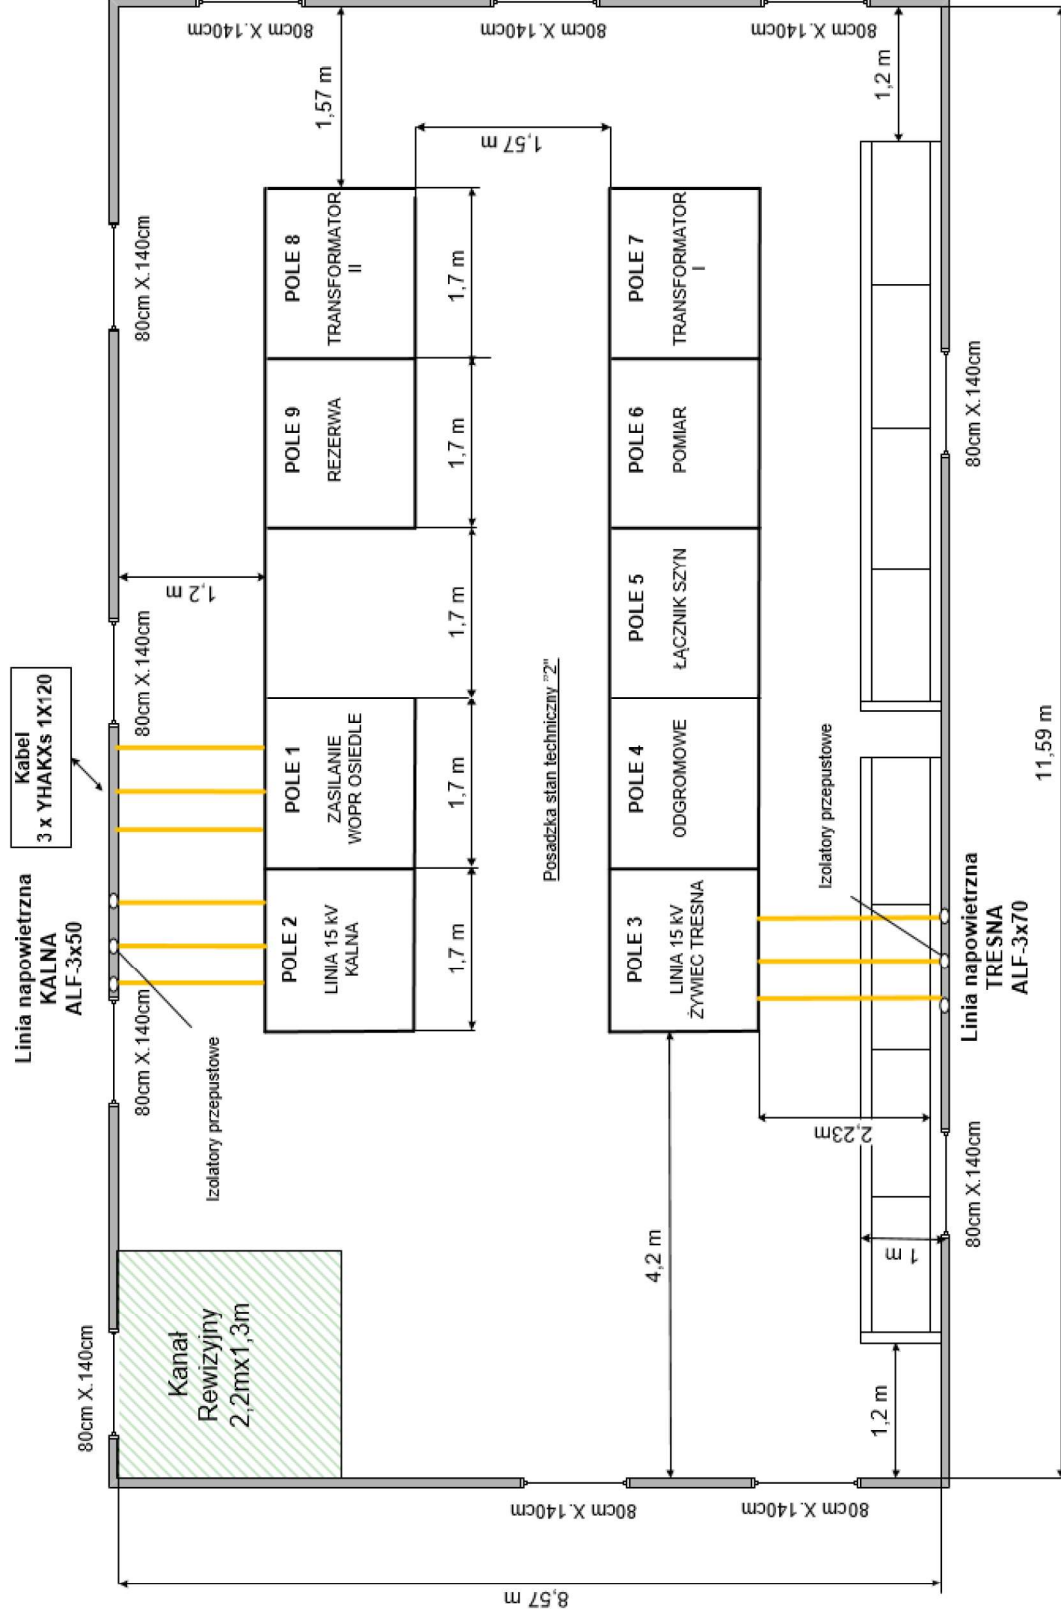 Linia napowietrzna
KALNA
ALF-3x50
Kabel
3 x YHAKXs 1X120
80cm X.140cm
80cm X.140cm
80cm X.140cm
80cm X.140cm
80cm X.140cm
1,2 m
Izolatory przepustowe
Kanał
Rewizyjny
2,2mx1,3m
POLE 2
LINIA 15 kV
KALNA
POLE 1
ZASILANIE
WOPR OSIEDLE
POLE 9
REZERWA
POLE 8
TRANSFORMATOR
II
1,57 m
1,7 m
1,7 m
1,7 m
1,7 m
1,7 m
1,57 m
80cm X.140cm
80cm X.140cm
8,57 m
Posadzka stan techniczny "2"
POLE 3
LINIA 15 kV
ŻYWIEC TRESNA
POLE 4
ODGROMOWE
POLE 5
ŁĄCZNIK SZYN
POLE 6
POMIAR
POLE 7
TRANSFORMATOR
I
4,2 m
80cm X.140cm
80cm X.140cm
2,23m
Izolatory przepustowe
1,2 m
1 m
1,2 m
80cm X.140cm
Linia napowietrzna
TRESNA
ALF-3x70
80cm X.140cm
11,59 m